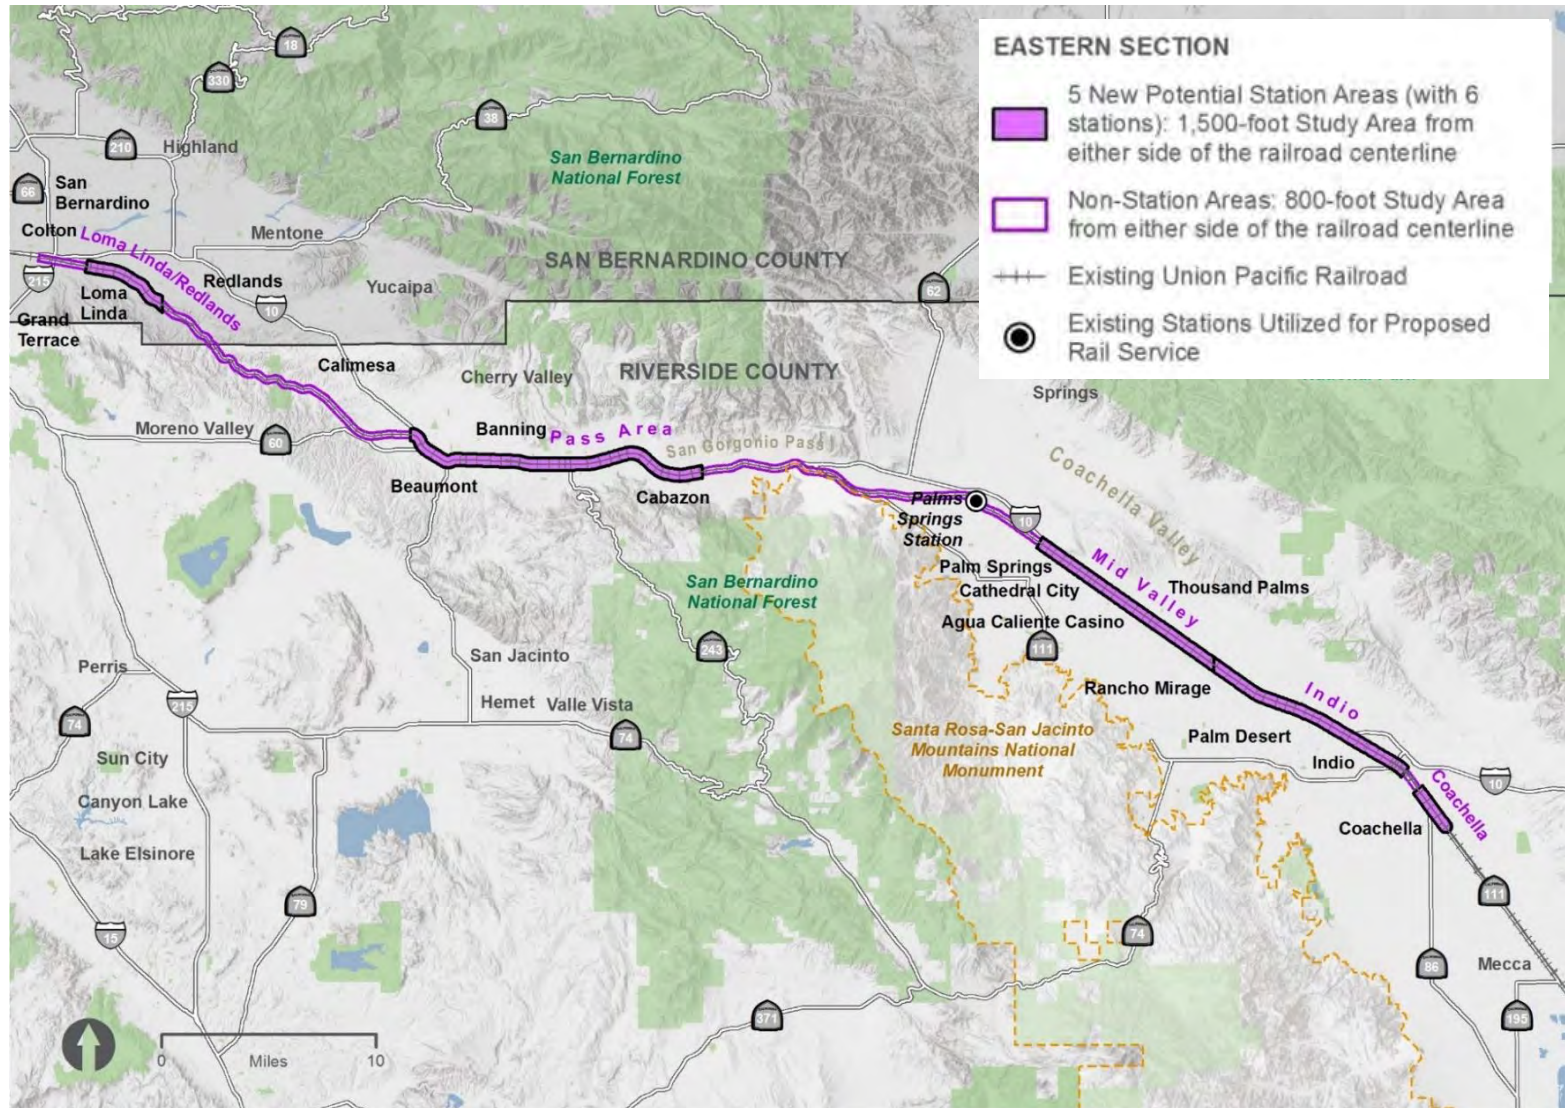 EASTERN SECTION
5 New Potential Station Areas (with 6
stations): 1,500-foot Study Area from
either side of the railroad centerline
Non-Station Areas: 800-foot Study Area
from either side of the railroad centerline
Existing Union Pacific Railroad
Existing Stations Utilized for Proposed
Rail Service
18
330
38
210
Highland
San Bernardino
National Forest
66
San
Bernardino
Colton
Loma Linda/Redlands
Mentone
SAN BERNARDINO COUNTY
215
Redlands
Yucaipa
62
Loma
Linda
10
Grand
Terrace
Calimesa
Cherry Valley
RIVERSIDE COUNTY
Springs
Moreno Valley
60
Banning
Pass Area
San Gorgonio Pass
Coachella Valley
Beaumont
Cabazon
Palms
Springs
Station
10
Mid Valley
Palm Springs
Cathedral City
Thousand Palms
San Bernardino
National Forest
Agua Caliente Casino
243
111
San Jacinto
Perris
Rancho Mirage
Indio
215
Hemet
Valle Vista
74
74
Santa Rosa-San Jacinto
Mountains National
Monumnent
Palm Desert
Sun City
Indio
10
Canyon Lake
Coachella
Coachella
Lake Elsinore
79
111
15
74
86
Mecca
371
195
0
Miles
10